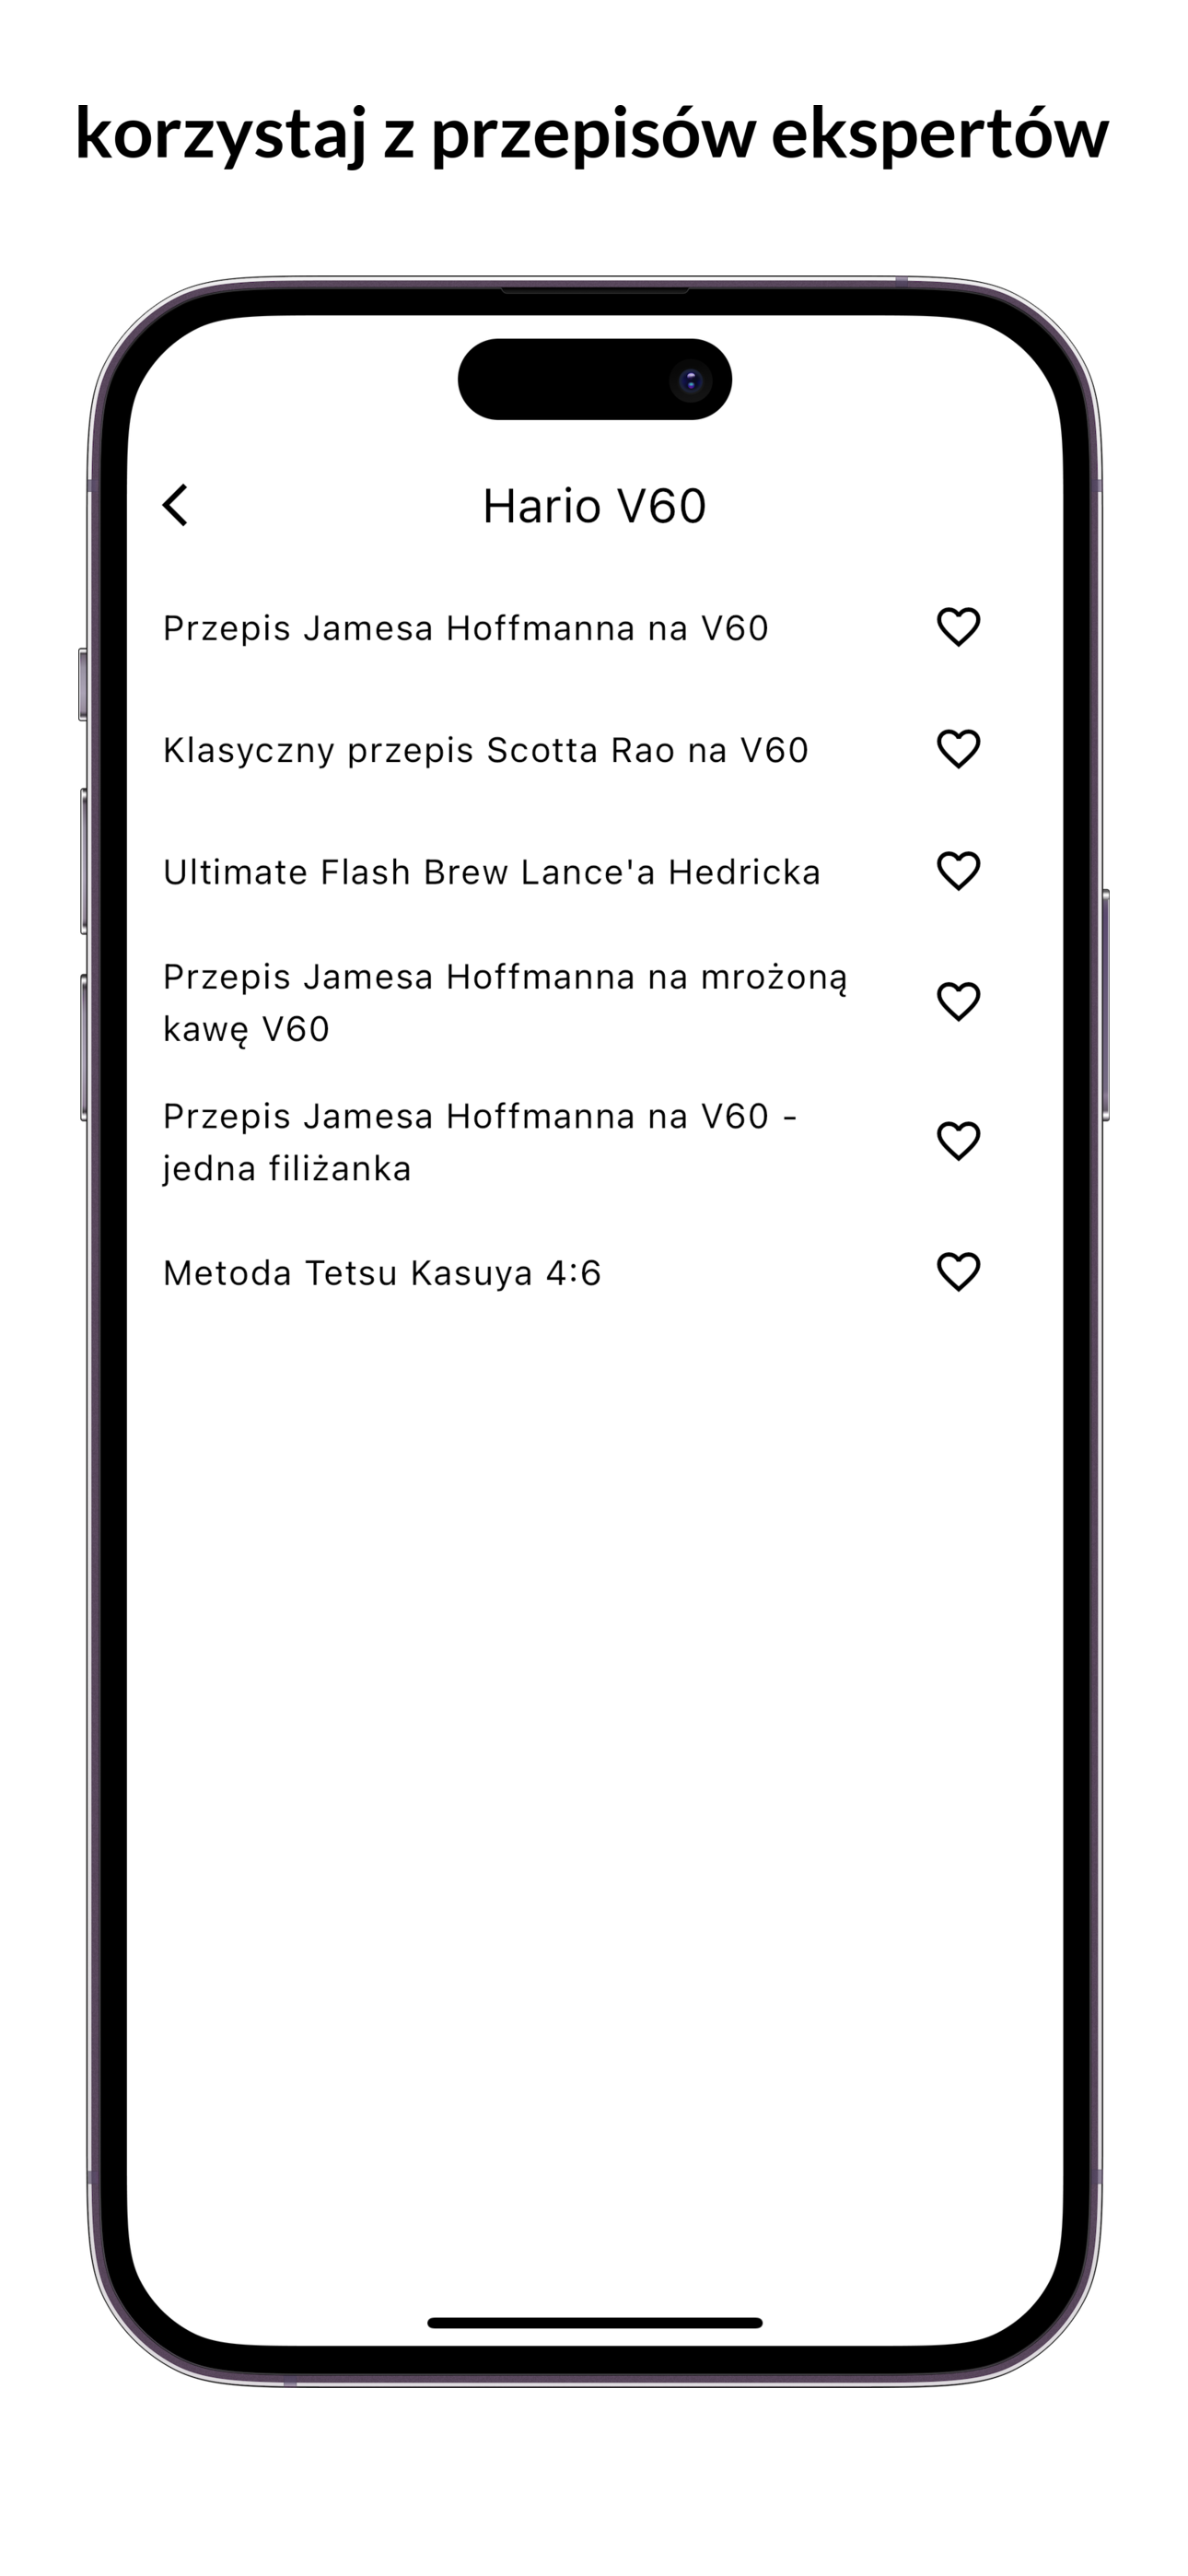 korzystaj z przepisów ekspertów
Hario V60
Przepis Jamesa Hoffmanna na V60
Klasyczny przepis Scotta Rao na V60
Ultimate Flash Brew Lance'a Hedricka
Przepis Jamesa Hoffmanna na mrożoną
kawę V60
Przepis Jamesa Hoffmanna na V60 -
jedna filiżanka
Metoda Tetsu Kasuya 4:6